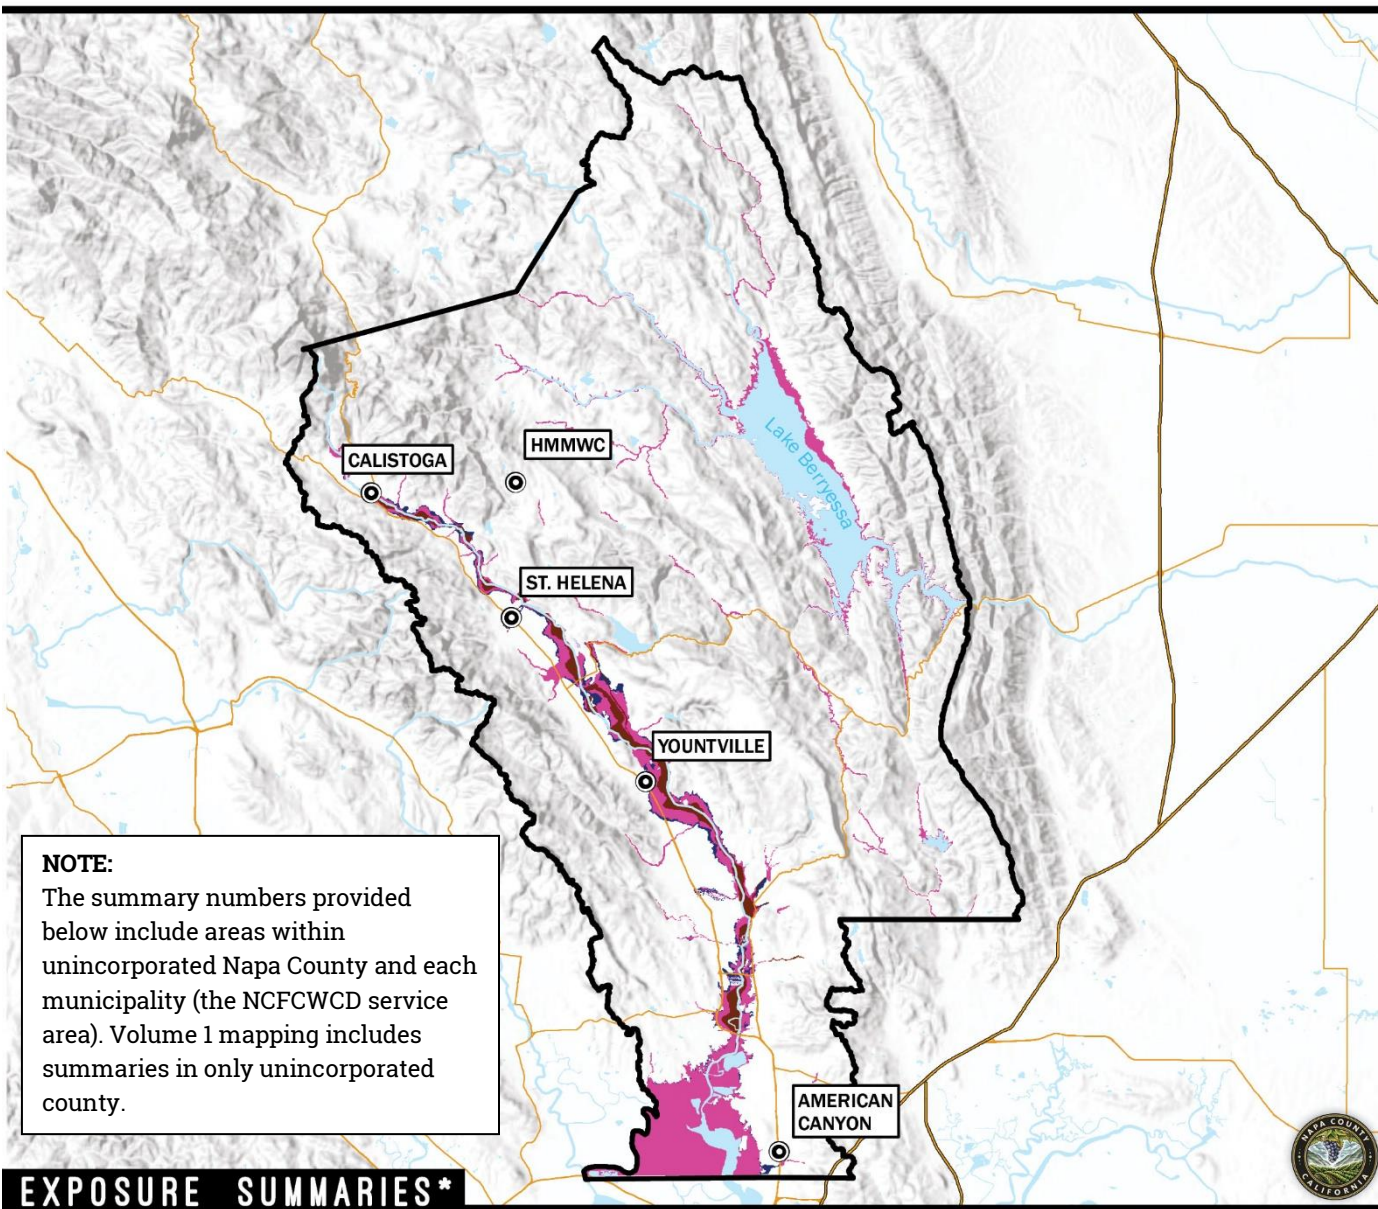 CALISTOGA
HMMWC
Lake Berryessa
ST. HELENA
YOUNTVILLE
NOTE:
The summary numbers provided
below include areas within
unincorporated Napa County and each
municipality (the NCFCWCD service
area). Volume 1 mapping includes
summaries in only unincorporated
county.
AMERICAN
CANYON
NAPA COUNTY
CALIFORNIA
EXPOSURE SUMMARIES*